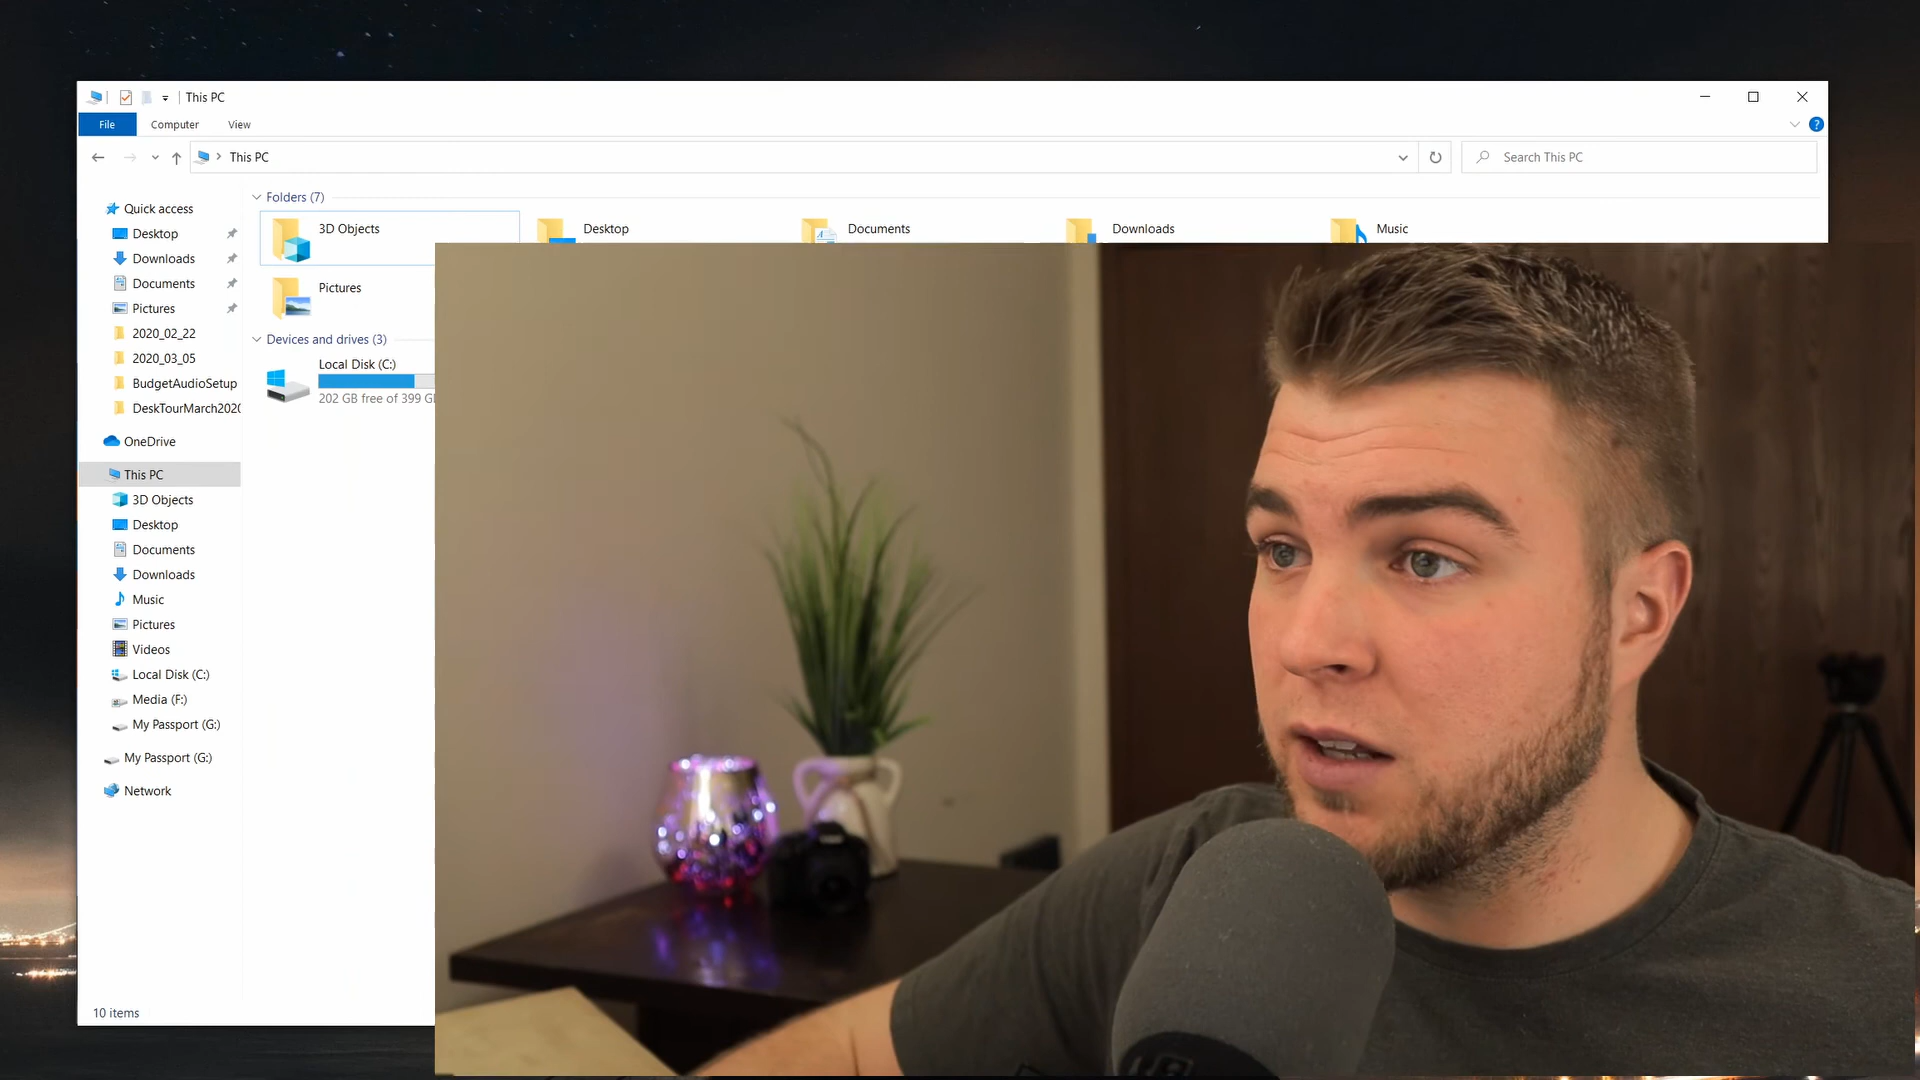 This PC
File Computer View
This PC
Search This PC
Quick access
Desktop
Downloads
Documents
Pictures
2020_02_22
2020_03_05
BudgetAudioSetup
DeskTourMarch2020
OneDrive
This PC
3D Objects
Desktop
Documents
Downloads
Music
Pictures
Videos
Local Disk (C:)
Media (F:)
My Passport (G:)
My Passport (G:)
Network
Folders (7)
3D Objects
Desktop
Documents
Downloads
Music
Pictures
Devices and drives (3)
Local Disk (C:)
202 GB free of 399 G
10 items